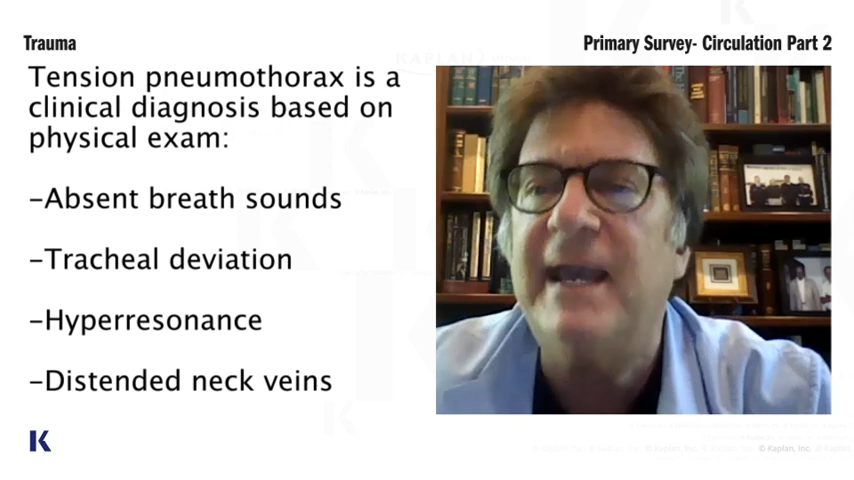 Trauma
Primary Survey- Circulation Part 2
Tension pneumothorax is a
clinical diagnosis based on
physical exam:
-Absent breath sounds
-Tracheal deviation
-Hyperresonance
-Distended neck veins
K
© Kaplan, Inc.